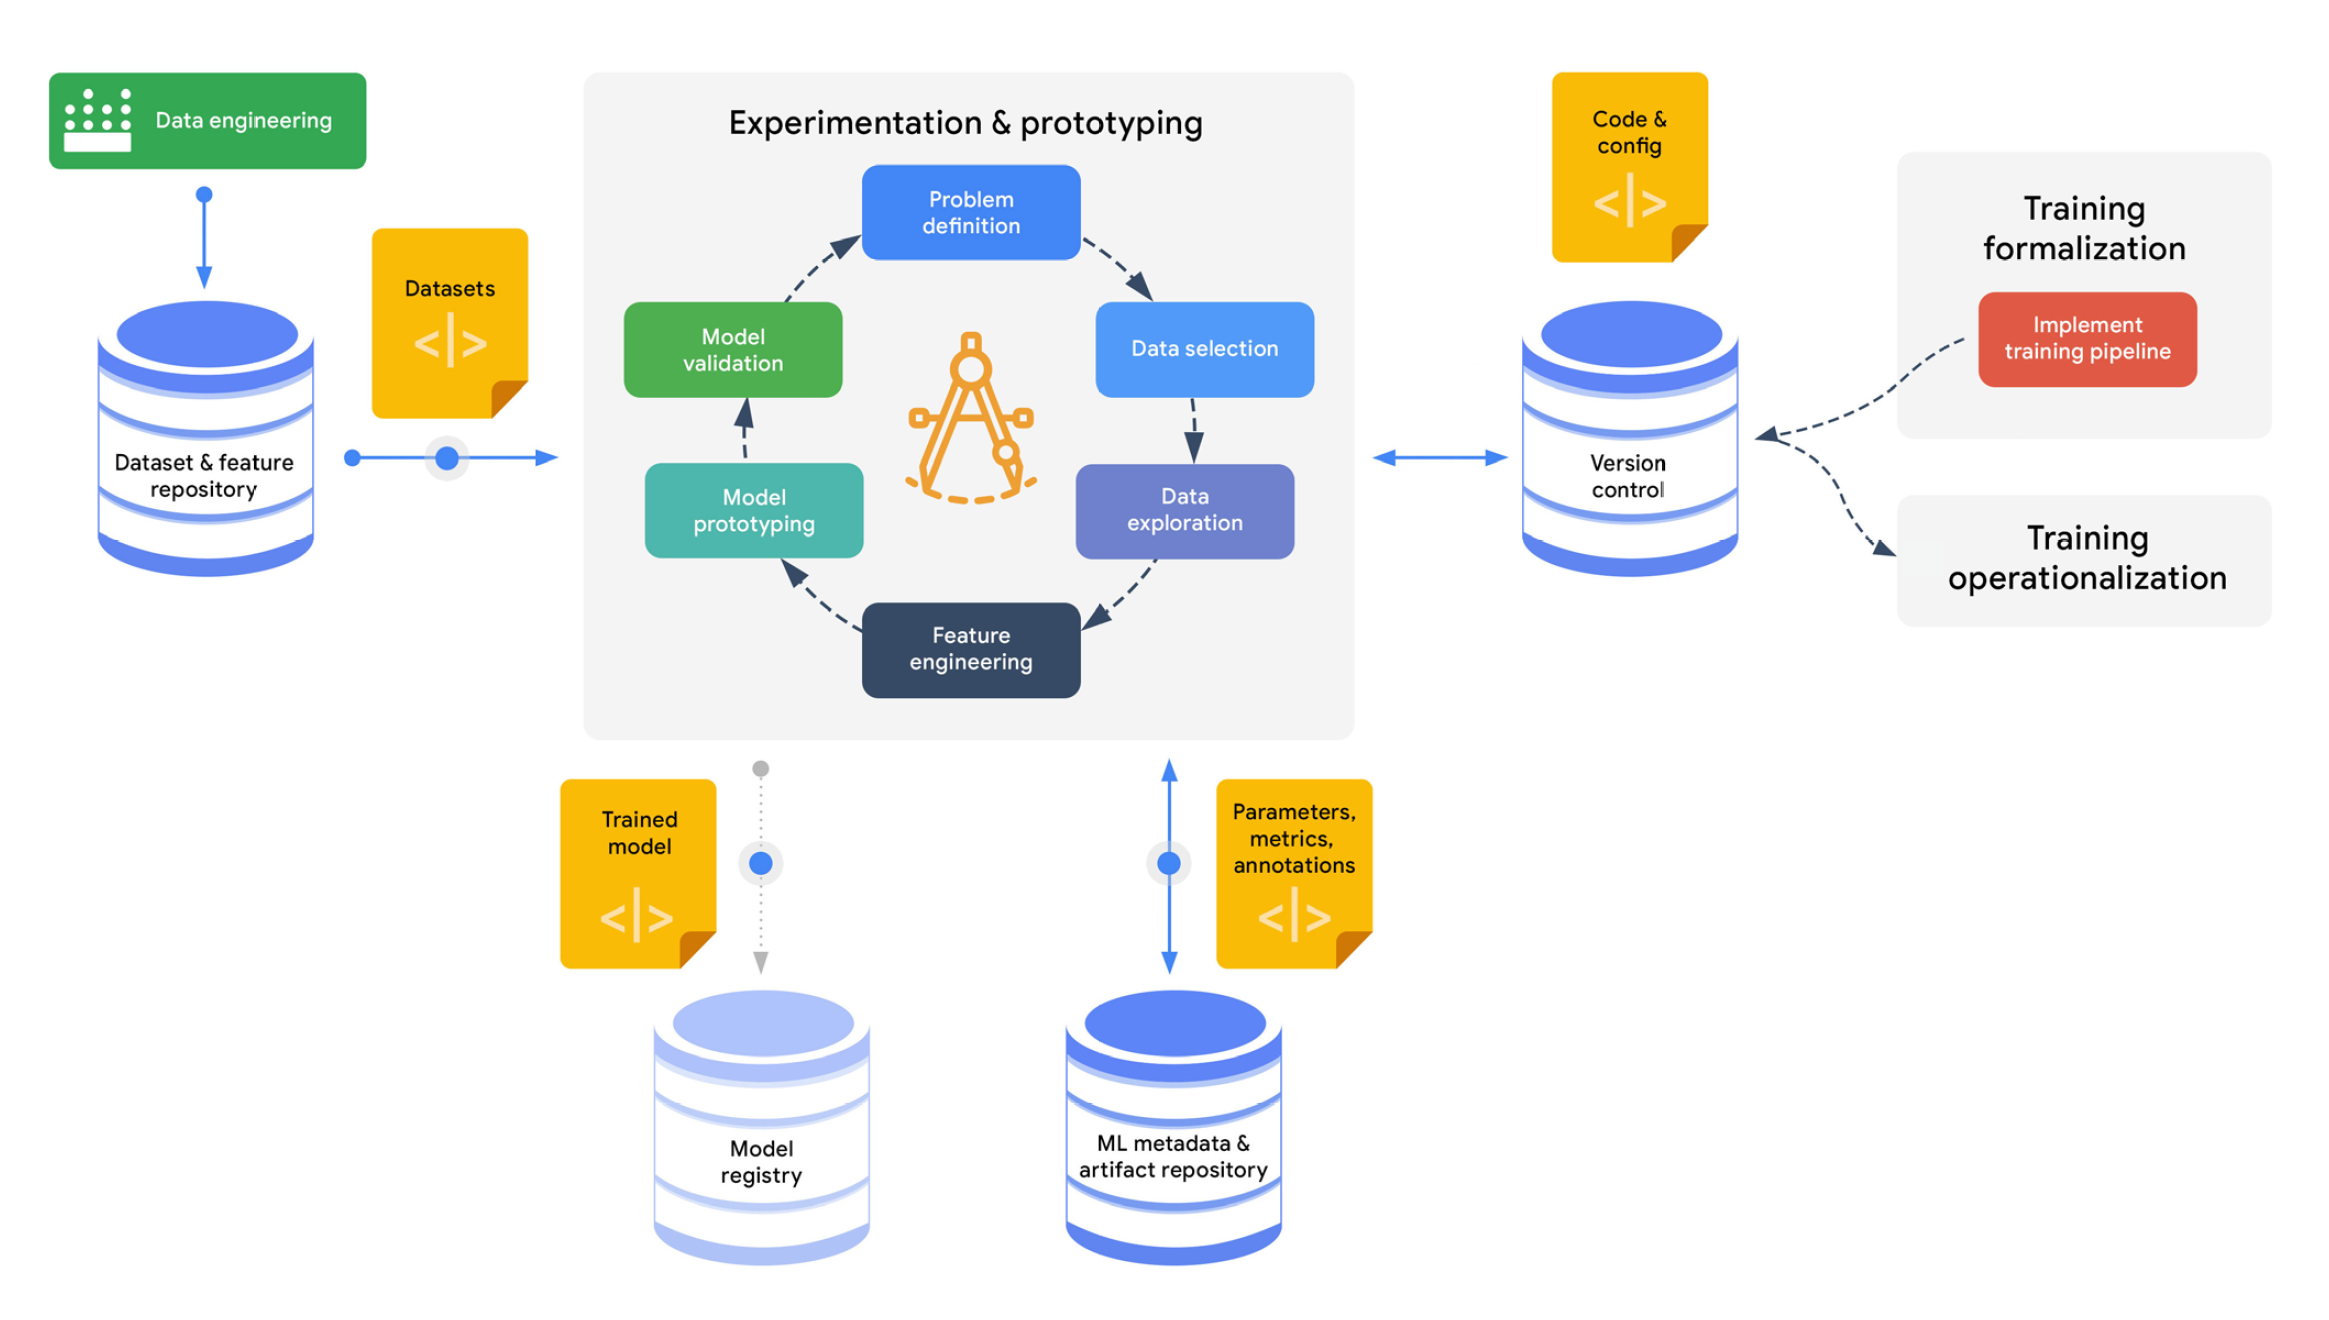 Data engineering
Datasets
<|>
Dataset & feature
repository
Experimentation & prototyping
Problem
definition
Data selection
Data
exploration
Feature
engineering
Model
prototyping
Model
validation
Code &
config
<|>
Version
control
Training
formalization
Implement
training pipeline
Training
operationalization
Trained
model
<|>
Model
registry
Parameters,
metrics,
annotations
<|>
ML metadata &
artifact repository